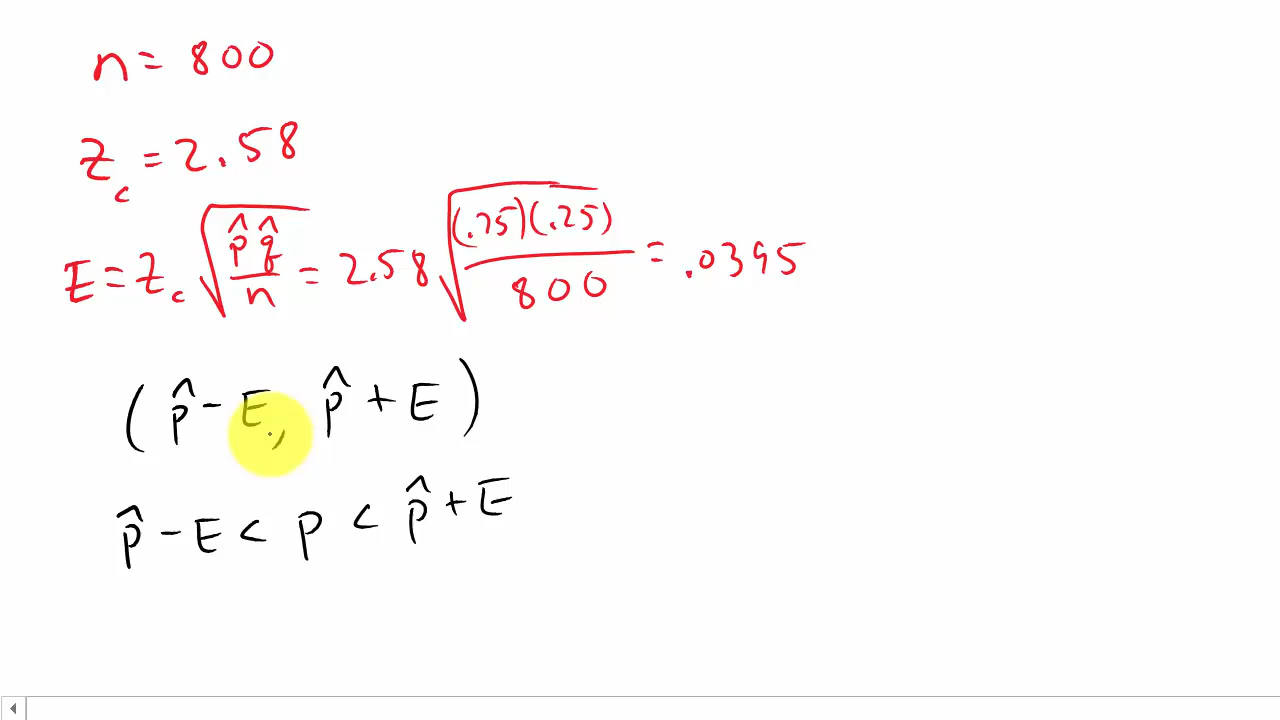 n = 800
z_c = 2.58
E = z_c √(p̂ q̂ / n) = 2.58 √((.75)(.25) / 800) = .0395
(p̂ - E, p̂ + E)
p̂ - E < p < p̂ + E